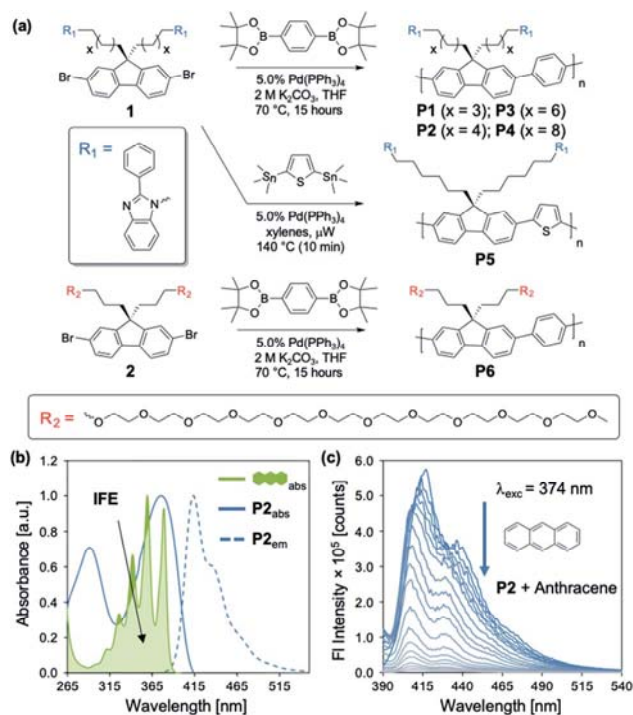 (a)
R1 R1
x x
Br Br
1
O O
B B
O O
5.0% Pd(PPh3)4
2 M K2CO3, THF
70 °C, 15 hours
R1 R1
x x
n
P1 (x = 3); P3 (x = 6)
P2 (x = 4); P4 (x = 8)
R1 =
N N
Sn S Sn
5.0% Pd(PPh3)4
xylenes, µW
140 °C (10 min)
R1 R1
S n
P5
R2 R2
Br Br
2
O O
B B
O O
5.0% Pd(PPh3)4
2 M K2CO3, THF
70 °C, 15 hours
R2 R2
n
P6
R2 = O O O O O O O O O O
(b)
IFE
abs
P2abs
P2em
Absorbance [a.u.]
1.0
0.8
0.6
0.4
0.2
0.0
265 315 365 415 465 515
Wavelength [nm]
(c)
λexc = 374 nm
P2 + Anthracene
FI Intensity × 10^5 [counts]
6.0
5.0
4.0
3.0
2.0
1.0
0.0
390 415 440 465 490 515 540
Wavelength [nm]